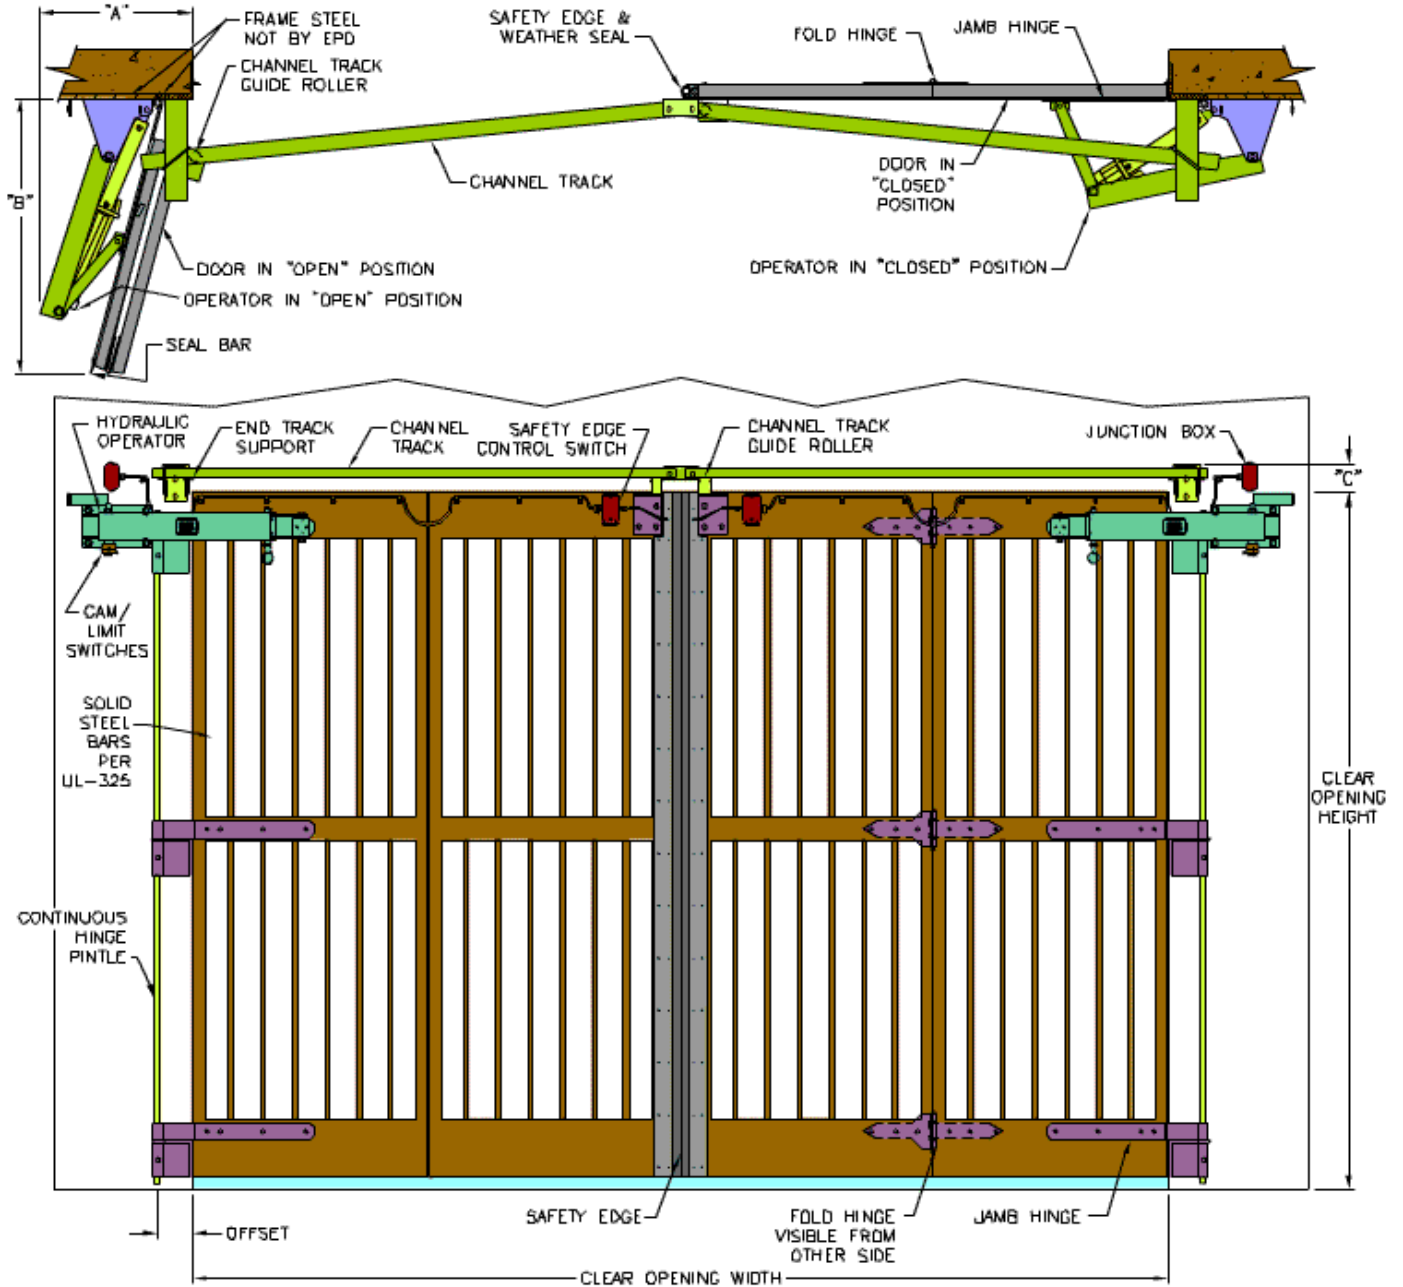 "A"
FRAME STEEL
NOT BY EPD
CHANNEL TRACK
GUIDE ROLLER
SAFETY EDGE &
WEATHER SEAL
FOLD HINGE
JAMB HINGE
"B"
CHANNEL TRACK
DOOR IN
"CLOSED"
POSITION
DOOR IN "OPEN" POSITION
OPERATOR IN "OPEN" POSITION
OPERATOR IN "CLOSED" POSITION
SEAL BAR
HYDRAULIC
OPERATOR
END TRACK
SUPPORT
CHANNEL
TRACK
SAFETY EDGE
CONTROL SWITCH
CHANNEL TRACK
GUIDE ROLLER
JUNCTION BOX
"C"
CAM/
LIMIT
SWITCHES
SOLID
STEEL
BARS
PER
UL-325
CLEAR
OPENING
HEIGHT
CONTINUOUS
HINGE
PINTLE
OFFSET
SAFETY EDGE
FOLD HINGE
VISIBLE FROM
OTHER SIDE
JAMB HINGE
CLEAR OPENING WIDTH